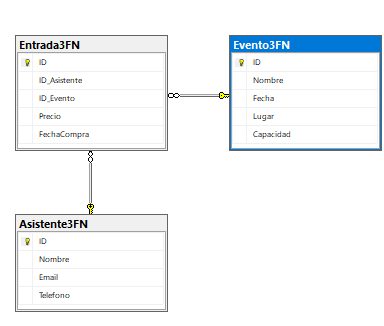 Entrada3FN
ID
ID_Asistente
ID_Evento
Precio
FechaCompra
Evento3FN
ID
Nombre
Fecha
Lugar
Capacidad
Asistente3FN
ID
Nombre
Email
Telefono